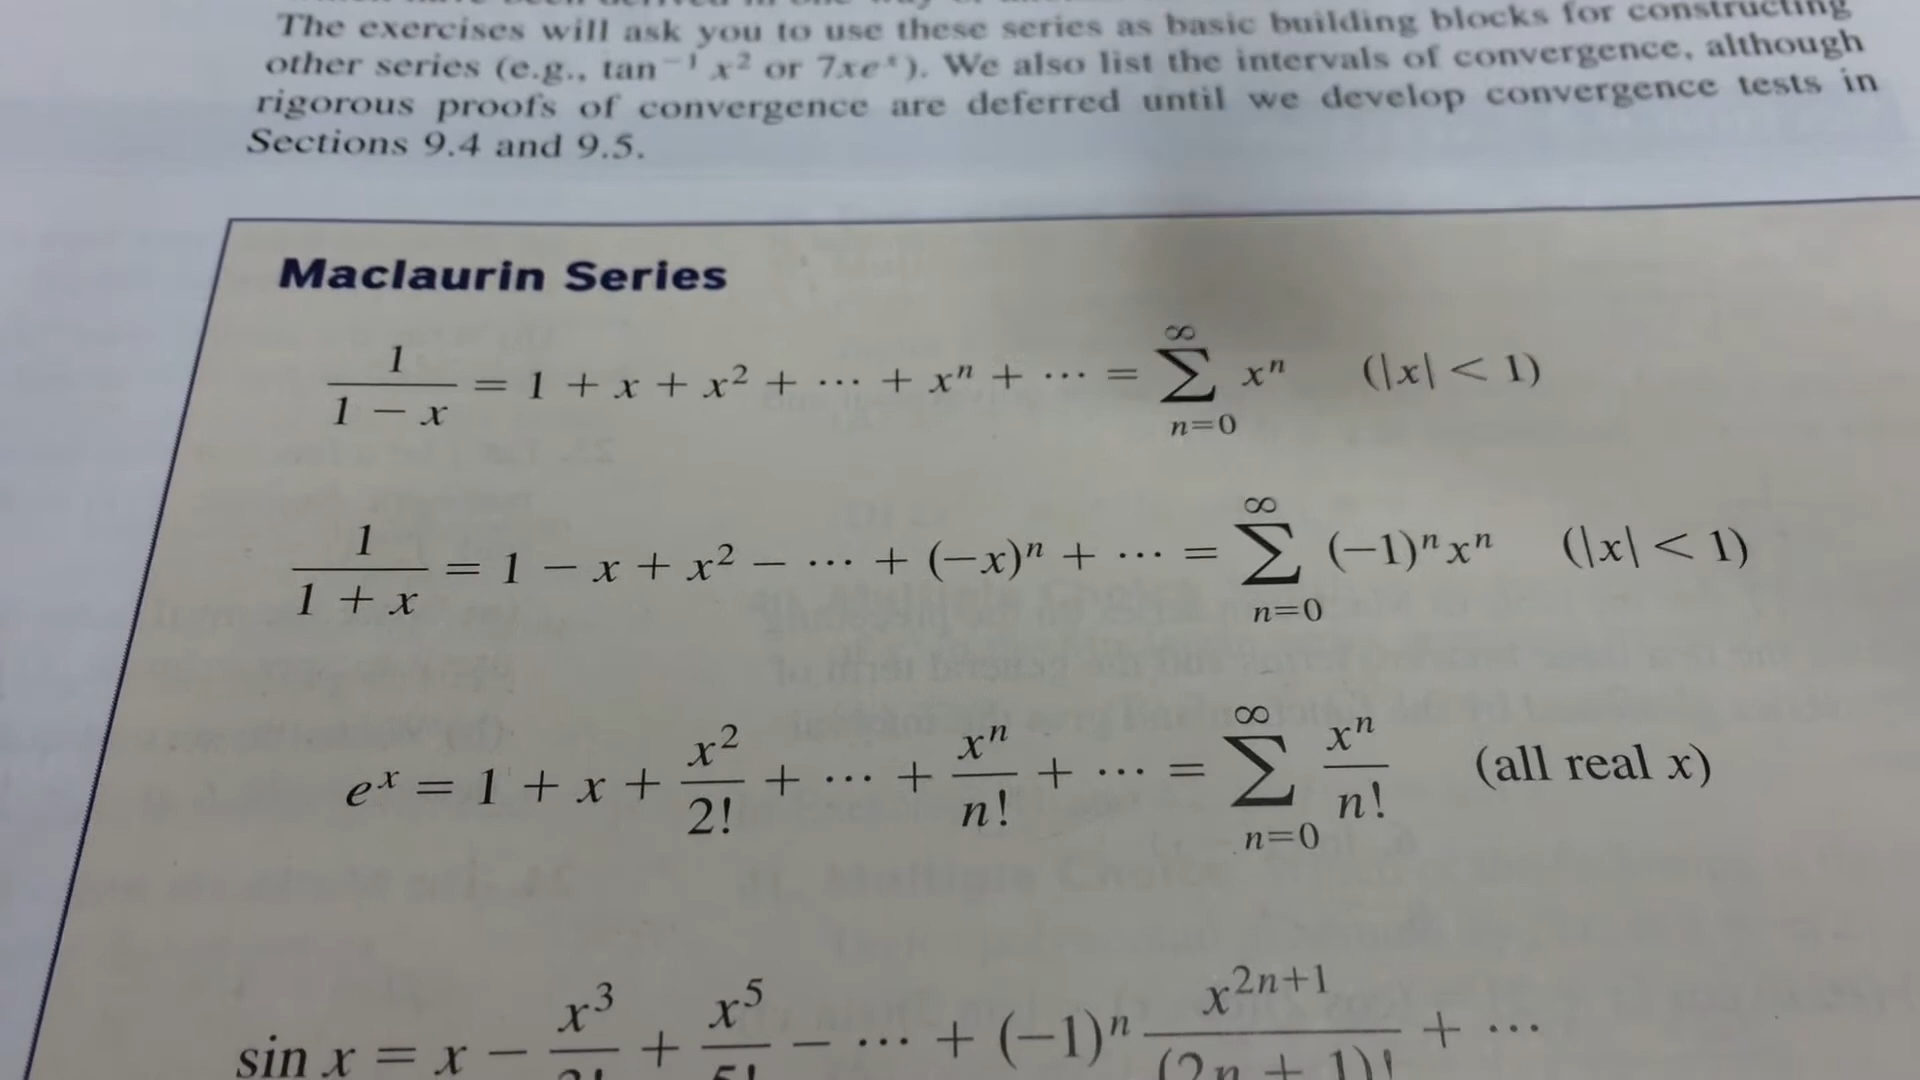 The exercises will ask you to use these series as basic building blocks for constructing
other series (e.g., tan⁻¹ x² or 7xeˣ). We also list the intervals of convergence, although
rigorous proofs of convergence are deferred until we develop convergence tests in
Sections 9.4 and 9.5.
Maclaurin Series
1/(1 − x) = 1 + x + x² + ··· + xⁿ + ··· = ∑_{n=0}^{∞} xⁿ (|x| < 1)
1/(1 + x) = 1 − x + x² − ··· + (−x)ⁿ + ··· = ∑_{n=0}^{∞} (−1)ⁿxⁿ (|x| < 1)
eˣ = 1 + x + x²/2! + ··· + xⁿ/n! + ··· = ∑_{n=0}^{∞} xⁿ/n! (all real x)
sin x = x − x³/3! + x⁵/5! − ··· + (−1)ⁿ x²ⁿ⁺¹/(2n + 1)! + ···